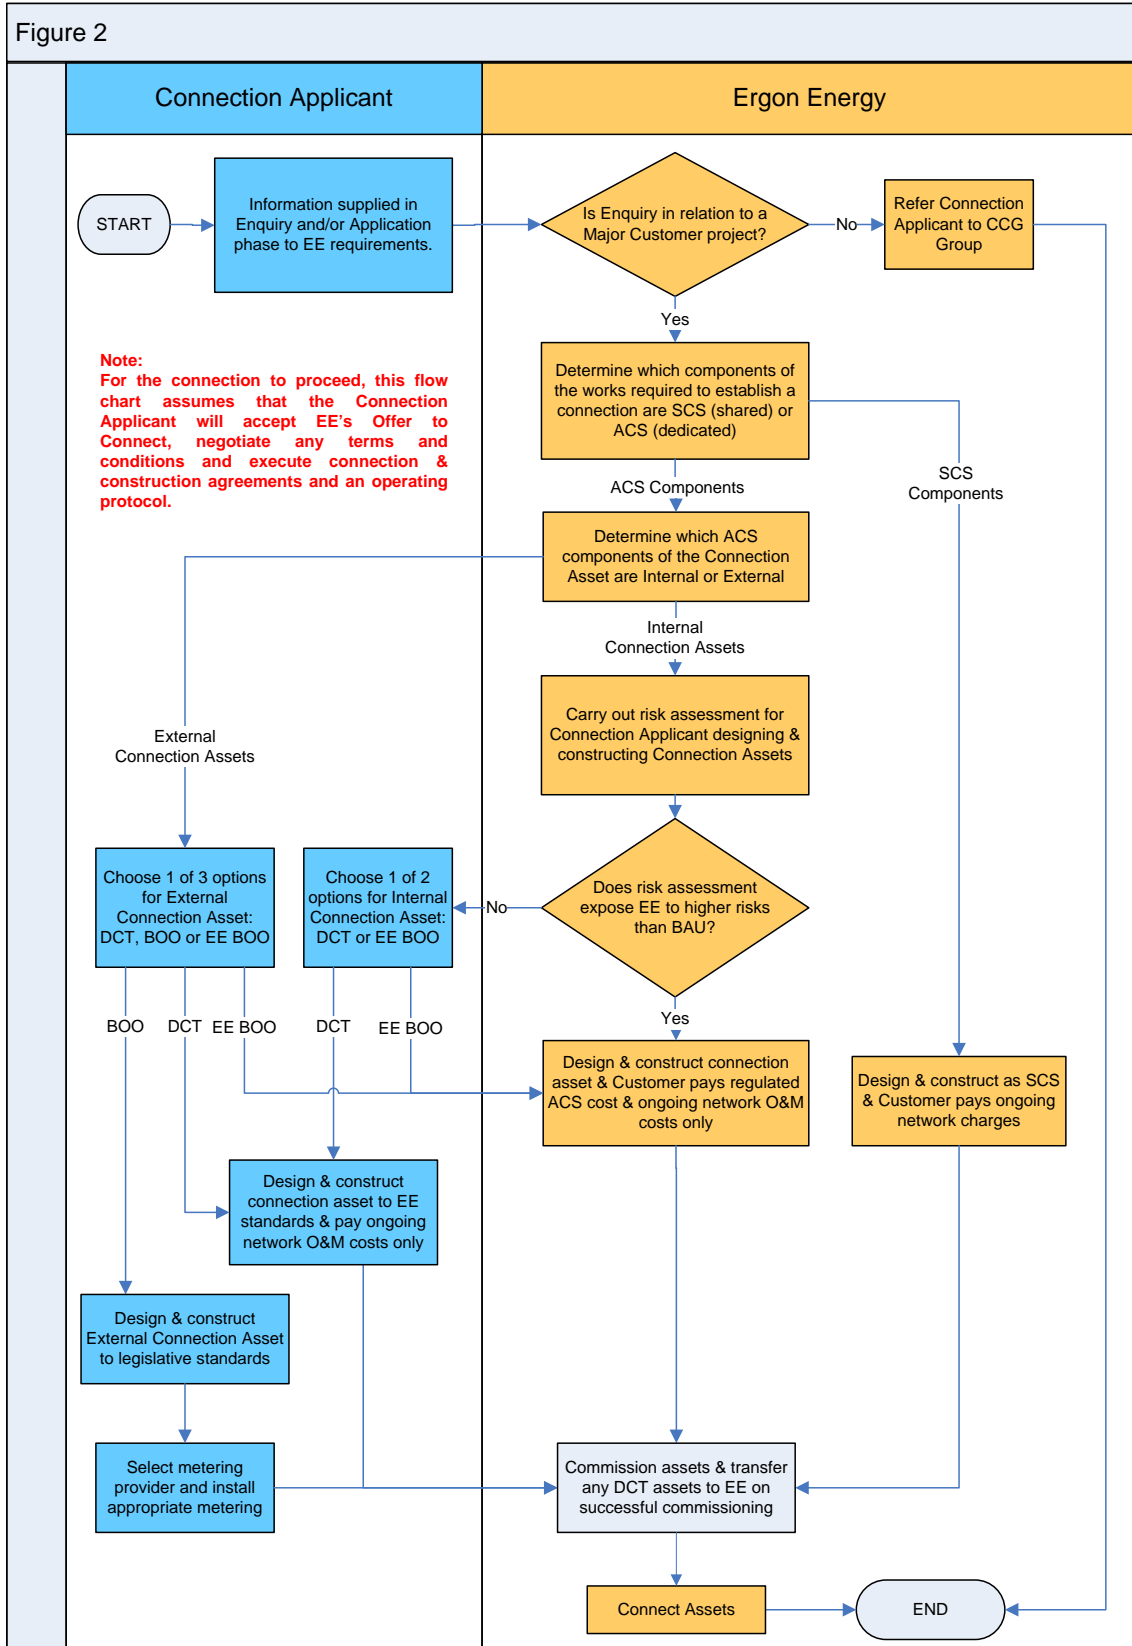 Figure 2
Connection Applicant
Ergon Energy
START
Information supplied in
Enquiry and/or Application
phase to EE requirements.
Is Enquiry in relation to a
Major Customer project?
No
Refer Connection
Applicant to CCG
Group
Yes
Note:
For the connection to proceed, this flow
chart assumes that the Connection
Applicant will accept EE's Offer to
Connect, negotiate any terms and
conditions and execute connection &
construction agreements and an operating
protocol.
Determine which components of
the works required to establish a
connection are SCS (shared) or
ACS (dedicated)
SCS
Components
ACS Components
Determine which ACS
components of the Connection
Asset are Internal or External
Internal
Connection Assets
External
Connection Assets
Carry out risk assessment for
Connection Applicant designing &
constructing Connection Assets
Choose 1 of 3 options
for External
Connection Asset:
DCT, BOO or EE BOO
Choose 1 of 2
options for Internal
Connection Asset:
DCT or EE BOO
No
Does risk assessment
expose EE to higher risks
than BAU?
BOO
DCT
EE BOO
DCT
EE BOO
Yes
Design & construct connection
asset & Customer pays regulated
ACS cost & ongoing network O&M
costs only
Design & construct as SCS
& Customer pays ongoing
network charges
Design & construct
connection asset to EE
standards & pay ongoing
network O&M costs only
Design & construct
External Connection Asset
to legislative standards
Select metering
provider and install
appropriate metering
Commission assets & transfer
any DCT assets to EE on
successful commissioning
Connect Assets
END